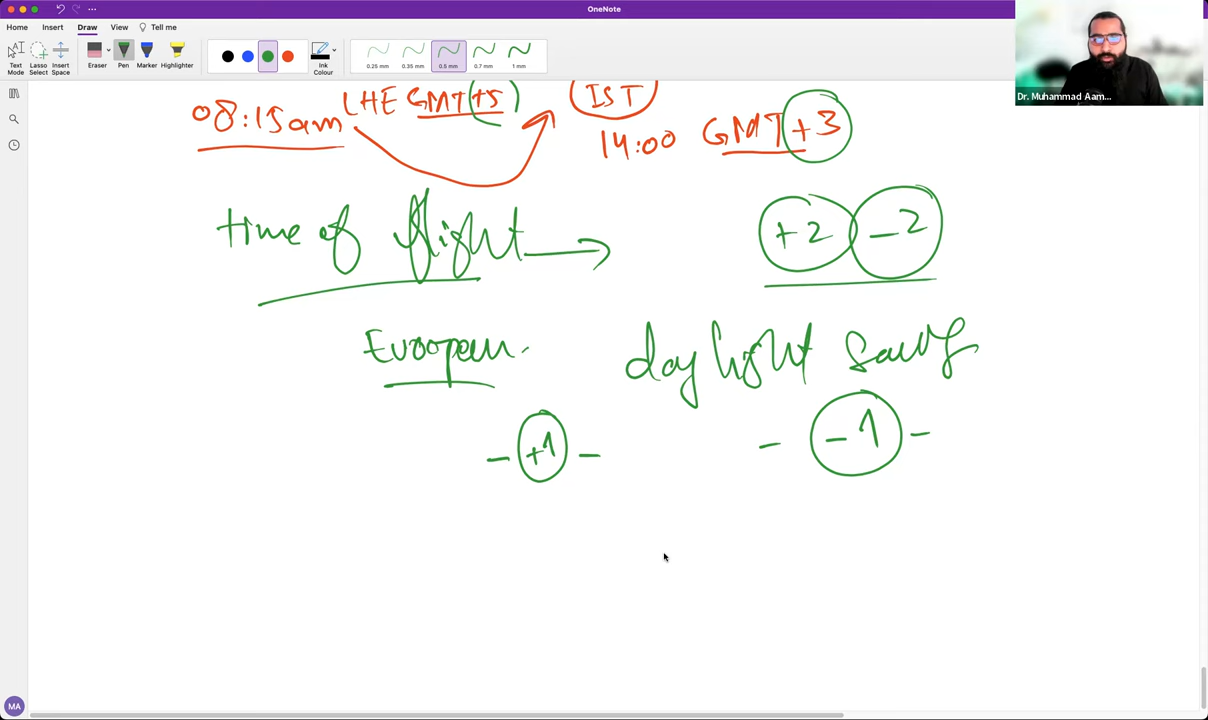 OneNote
Home Insert Draw View Tell me
Text Mode
Lasso Select
Insert Space
Eraser
Pen
Marker
Highlighter
Ink Colour
0.25 mm
0.35 mm
0.5 mm
0.7 mm
1 mm
Dr. Muhammad Aam...
08:15am LHE GMT+5 IST
14:00 GMT+3
time of flight +2 -2
European daylight saving
- +1 - - -1 -
MA